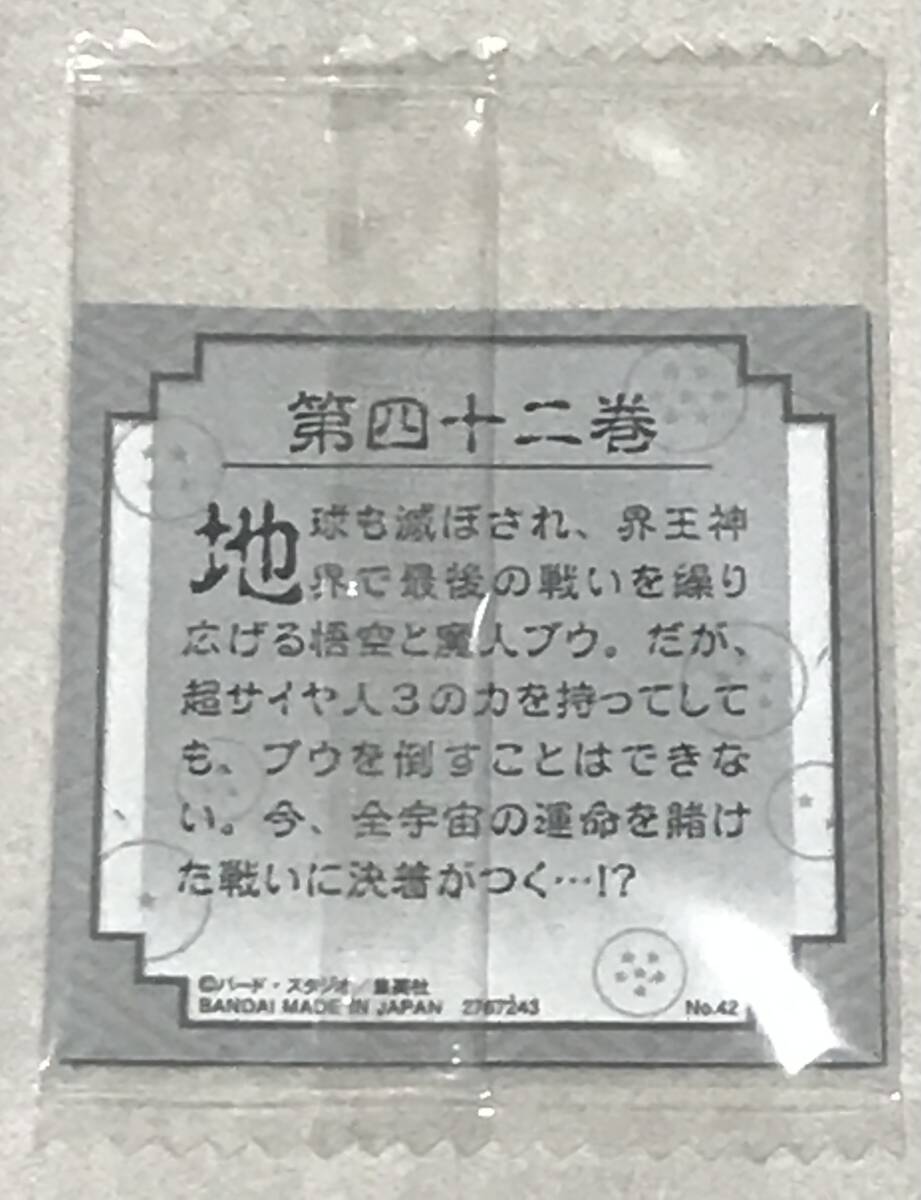 第四十二巻
地球も滅ぼされ、界王神
界で最後の戦いを繰り
広げる悟空と魔人ブウ。だが、
超サイヤ人3の力を持ってして
も、ブウを倒すことはできな
い。今、全宇宙の運命を賭け
た戦いに決着がつく…!?
©バード・スタジオ/集英社
BANDAI MADE IN JAPAN 2767243 No.42